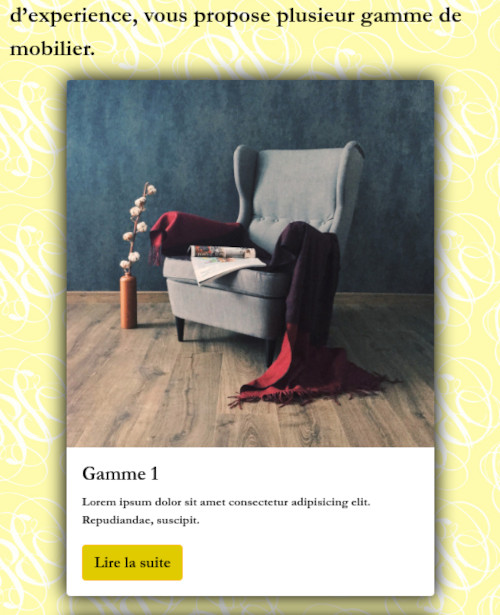 d’experience, vous propose plusieur gamme de
mobilier.
Gamme 1
Lorem ipsum dolor sit amet consectetur adipisicing elit.
Repudiandae, suscipit.
Lire la suite